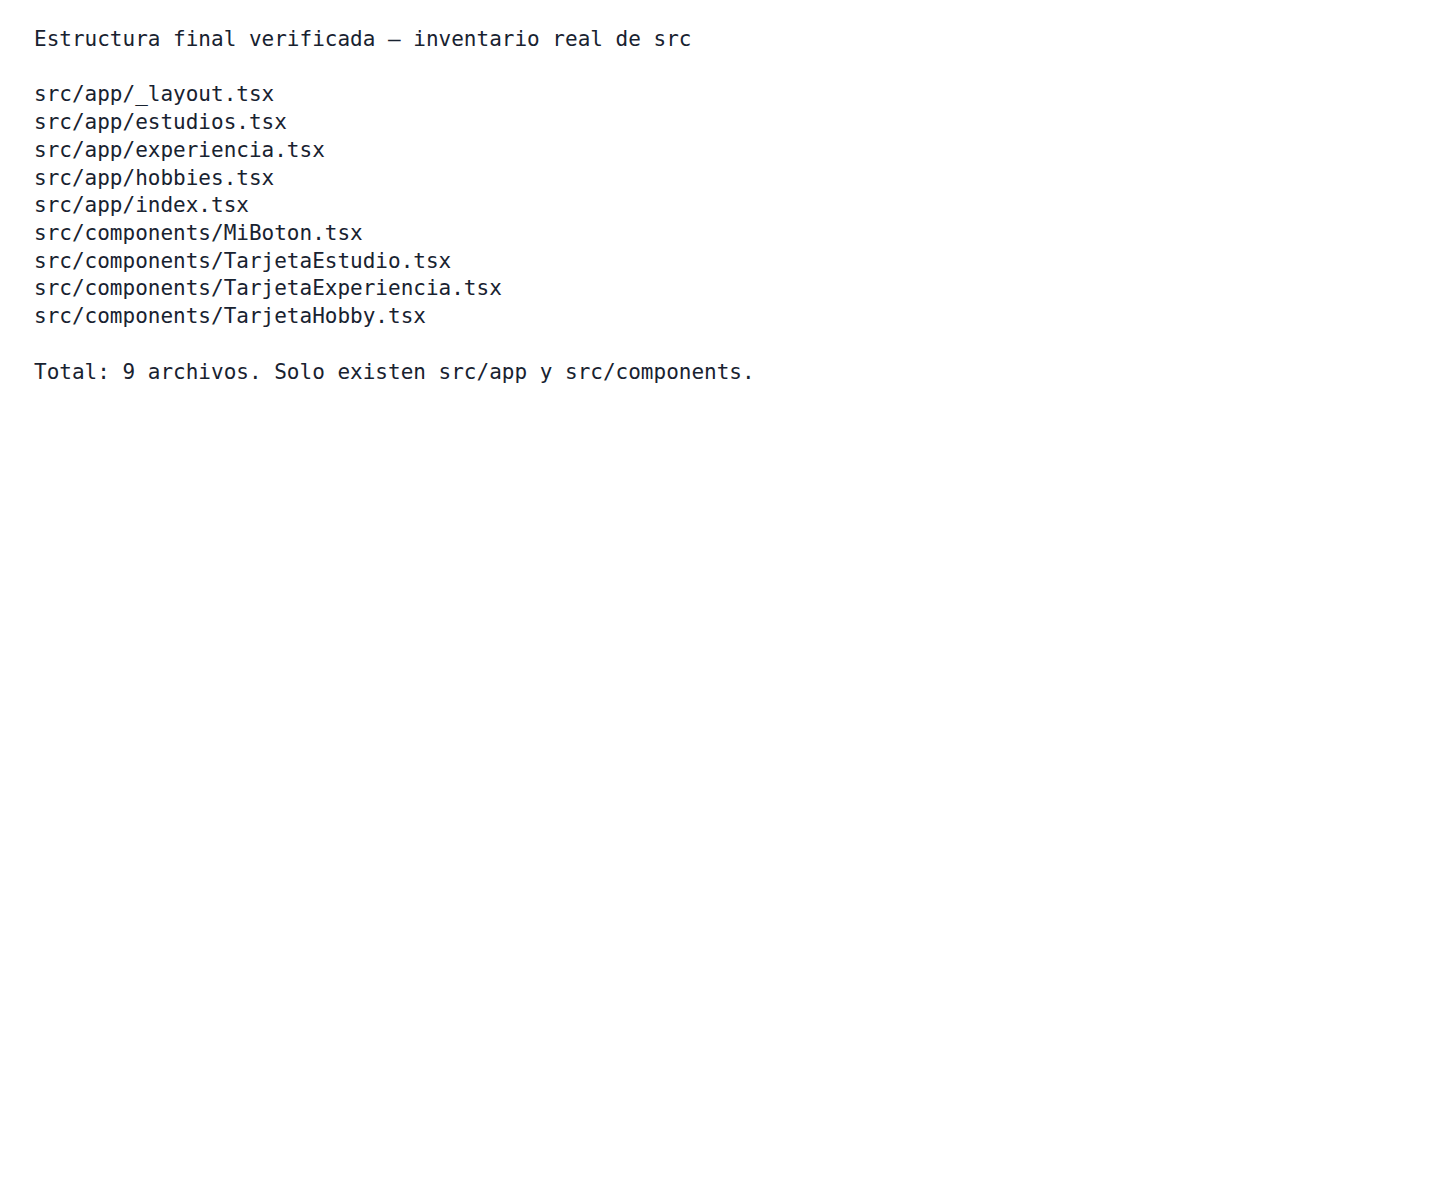 Estructura final verificada — inventario real de src
src/app/_layout.tsx
src/app/estudios.tsx
src/app/experiencia.tsx
src/app/hobbies.tsx
src/app/index.tsx
src/components/MiBoton.tsx
src/components/TarjetaEstudio.tsx
src/components/TarjetaExperiencia.tsx
src/components/TarjetaHobby.tsx
Total: 9 archivos. Solo existen src/app y src/components.